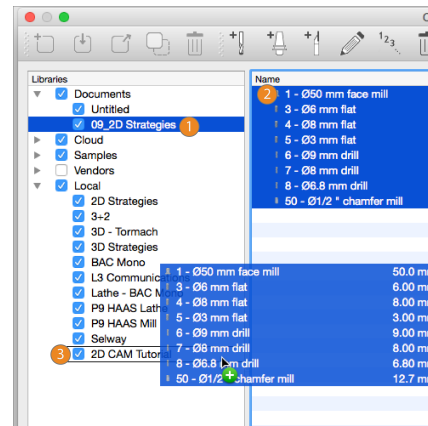 Libraries
Documents
Untitled
09_2D Strategies
1
Cloud
Samples
Vendors
Local
2D Strategies
3+2
3D - Tormach
3D Strategies
BAC Mono
L3 Communications
Lathe - BAC Mono
P9 HAAS Lathe
P9 HAAS Mill
Selway
3
2D CAM Tutorial
Name
2
1 - Ø50 mm face mill
3 - Ø6 mm flat
4 - Ø8 mm flat
5 - Ø3 mm flat
6 - Ø9 mm drill
7 - Ø8 mm drill
8 - Ø6.8 mm drill
50 - Ø1/2 " chamfer mill
1 - Ø50 mm face mill 50.0 m
3 - Ø6 mm flat 6.00 m
4 - Ø8 mm flat 8.00 m
5 - Ø3 mm flat 3.00 m
6 - Ø9 mm drill 9.00 m
7 - Ø8 mm drill 8.00 m
8 - Ø6.8 mm drill 6.80 m
50 - Ø1/2 " chamfer mill 12.7 m